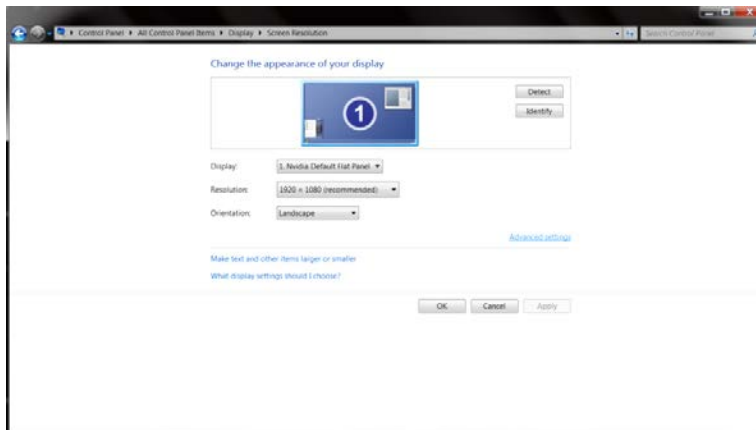 Control Panel ▸ All Control Panel Items ▸ Display ▸ Screen Resolution
Search Control Panel
Change the appearance of your display
1
Detect
Identify
Display: 1. Nvidia Default Flat Panel
Resolution: 1920 × 1080 (recommended)
Orientation: Landscape
Advanced settings
Make text and other items larger or smaller
What display settings should I choose?
OK Cancel Apply